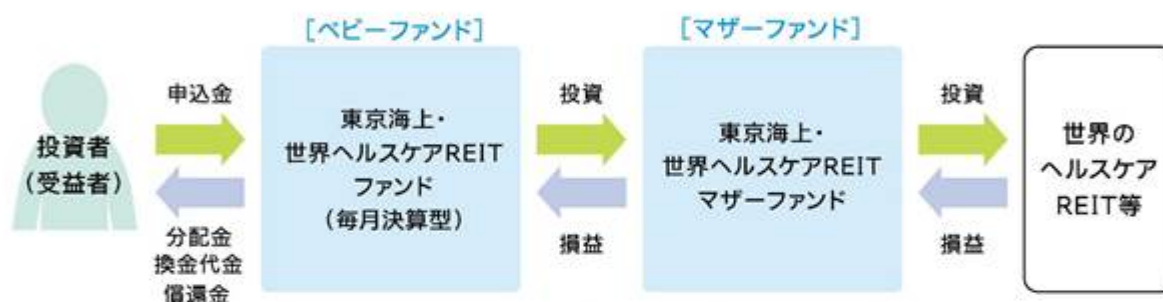 [ベビーファンド]
[マザーファンド]
投資者
(受益者)
申込金
分配金
換金代金
償還金
東京海上・
世界ヘルスケアREIT
ファンド
(毎月決算型)
投資
損益
東京海上・
世界ヘルスケアREIT
マザーファンド
投資
損益
世界の
ヘルスケア
REIT等